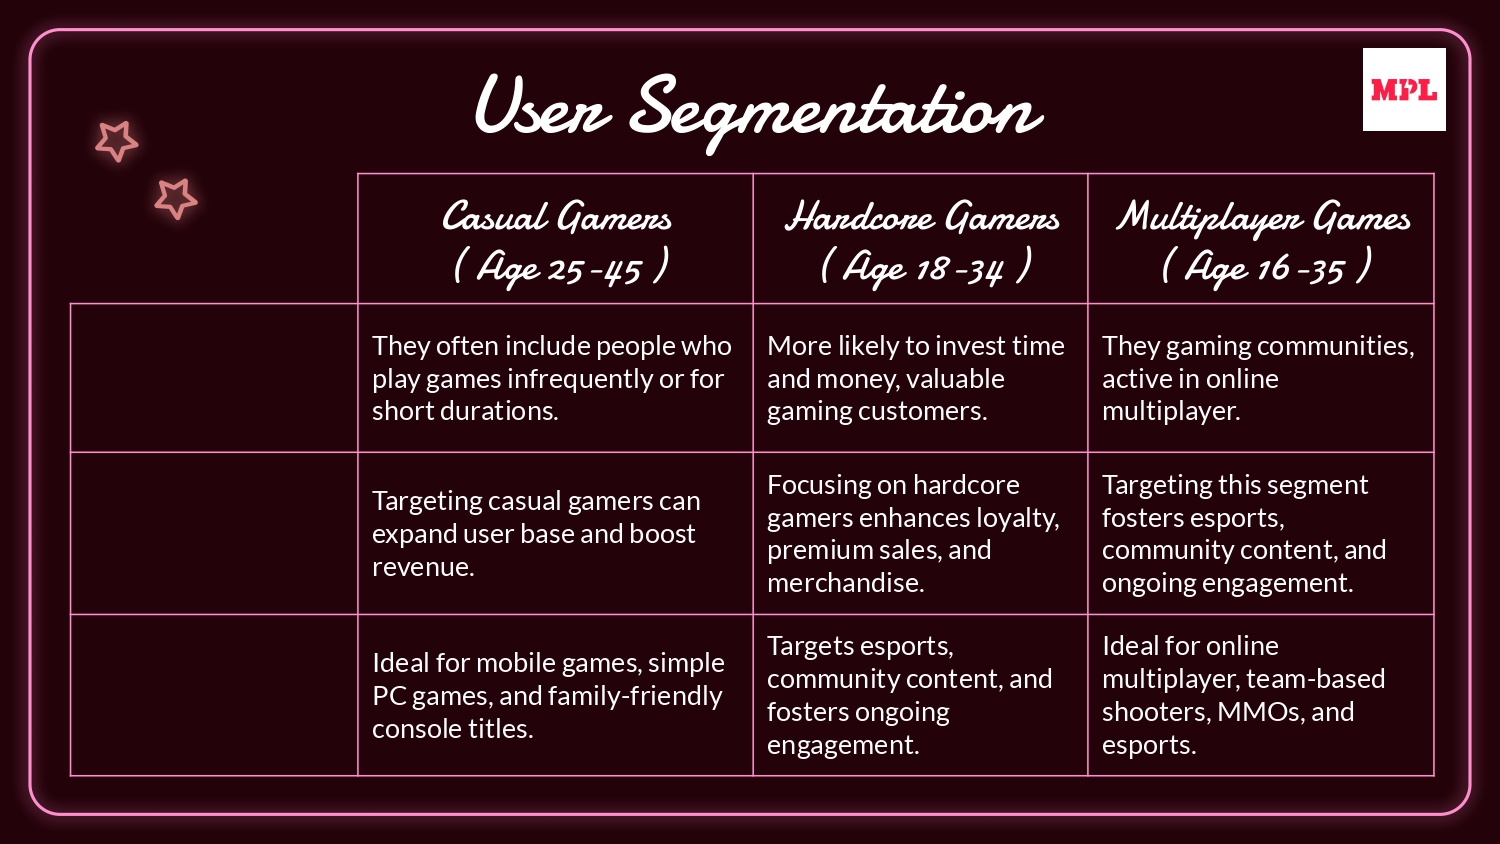 User Segmentation
MPL
Casual Gamers
( Age 25-45 )
Hardcore Gamers
( Age 18-34 )
Multiplayer Games
( Age 16-35 )
They often include people who
play games infrequently or for
short durations.
More likely to invest time
and money, valuable
gaming customers.
They gaming communities,
active in online
multiplayer.
Targeting casual gamers can
expand user base and boost
revenue.
Focusing on hardcore
gamers enhances loyalty,
premium sales, and
merchandise.
Targeting this segment
fosters esports,
community content, and
ongoing engagement.
Ideal for mobile games, simple
PC games, and family-friendly
console titles.
Targets esports,
community content, and
fosters ongoing
engagement.
Ideal for online
multiplayer, team-based
shooters, MMOs, and
esports.